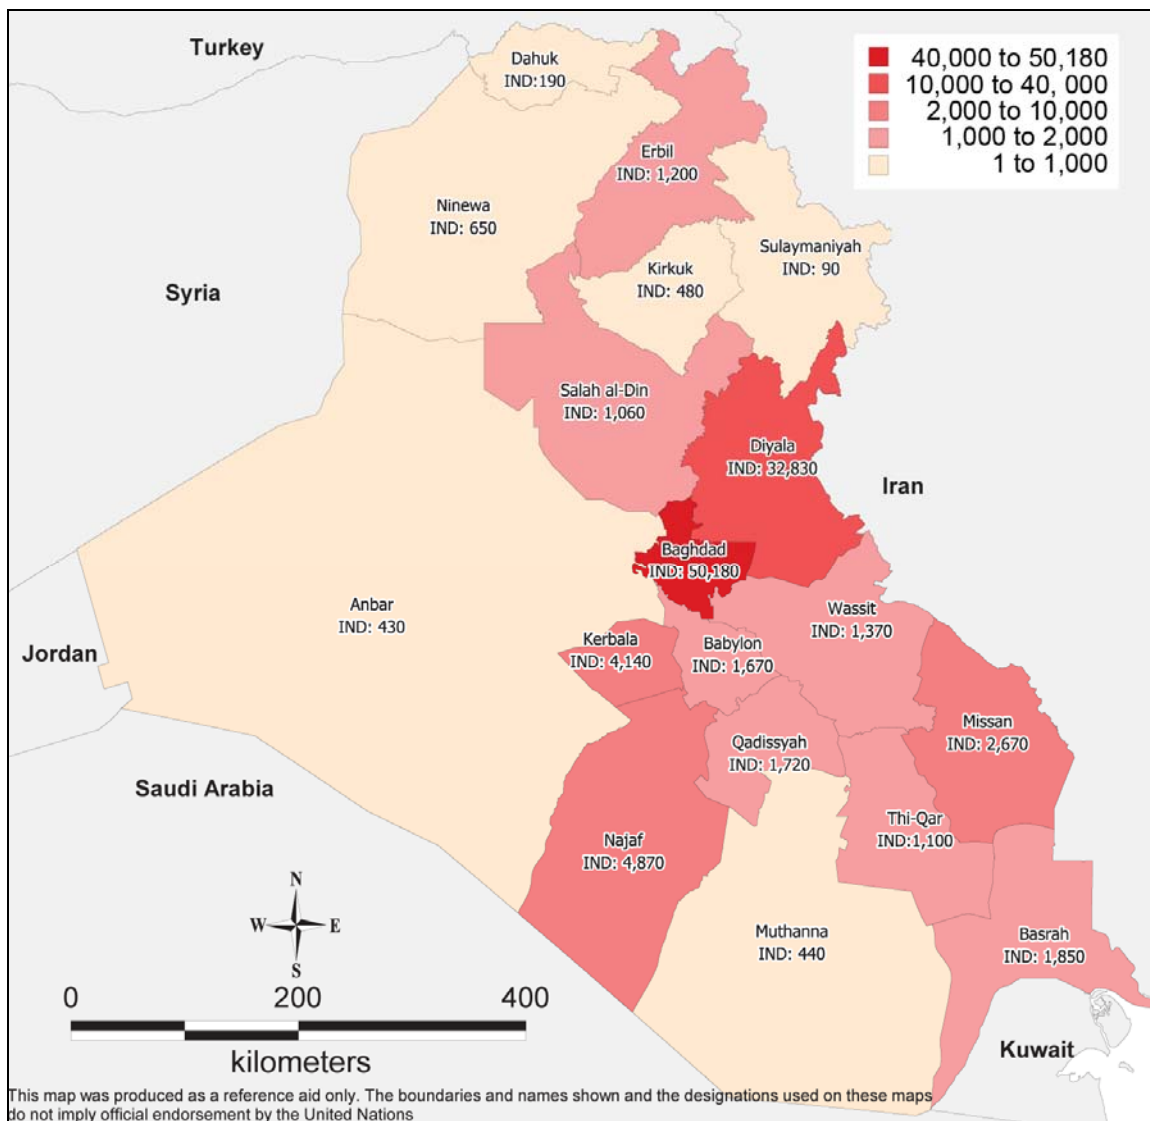 Turkey
Dahuk
IND:190
40,000 to 50,180
10,000 to 40, 000
2,000 to 10,000
1,000 to 2,000
1 to 1,000
Erbil
IND: 1,200
Ninewa
IND: 650
Sulaymaniyah
IND: 90
Kirkuk
IND: 480
Syria
Salah al-Din
IND: 1,060
Diyala
IND: 32,830
Iran
Baghdad
IND: 50,180
Anbar
IND: 430
Wassit
IND: 1,370
Jordan
Kerbala
IND: 4,140
Babylon
IND: 1,670
Missan
IND: 2,670
Qadissyah
IND: 1,720
Saudi Arabia
Thi-Qar
IND:1,100
Najaf
IND: 4,870
N
W E
S
Muthanna
IND: 440
Basrah
IND: 1,850
0 200 400
kilometers
Kuwait
This map was produced as a reference aid only. The boundaries and names shown and the designations used on these maps
do not imply official endorsement by the United Nations